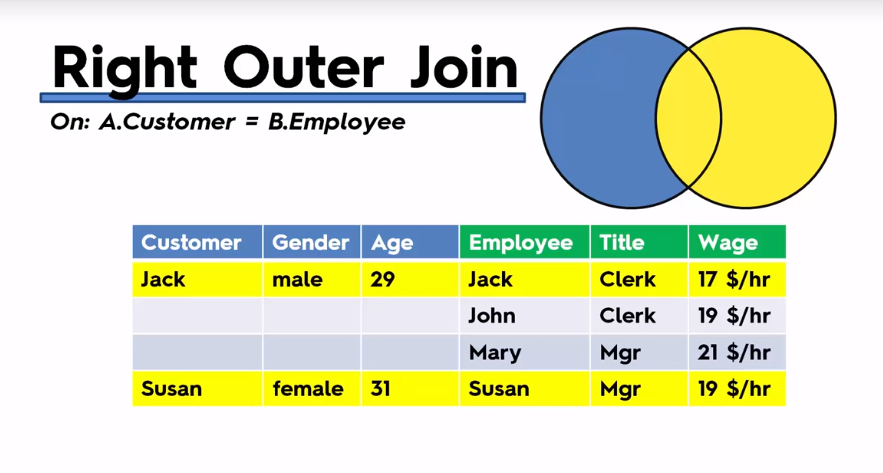 Right Outer Join
On: A.Customer = B.Employee
Customer Gender Age Employee Title Wage
Jack male 29 Jack Clerk 17 $/hr
John Clerk 19 $/hr
Mary Mgr 21 $/hr
Susan female 31 Susan Mgr 19 $/hr